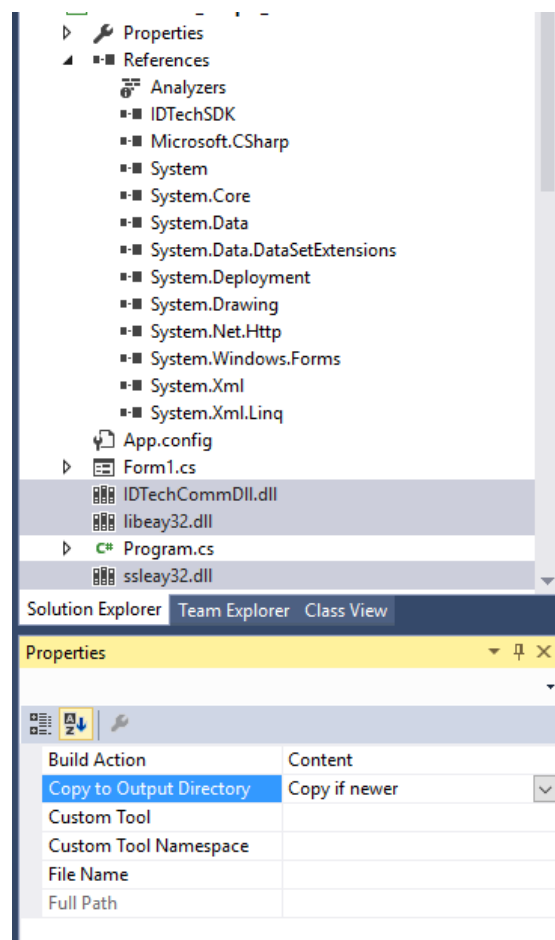 Properties
References
Analyzers
IDTechSDK
Microsoft.CSharp
System
System.Core
System.Data
System.Data.DataSetExtensions
System.Deployment
System.Drawing
System.Net.Http
System.Windows.Forms
System.Xml
System.Xml.Linq
App.config
Form1.cs
IDTechCommDll.dll
libeay32.dll
C# Program.cs
ssleay32.dll
Solution Explorer Team Explorer Class View
Properties
Build Action Content
Copy to Output Directory Copy if newer
Custom Tool
Custom Tool Namespace
File Name
Full Path